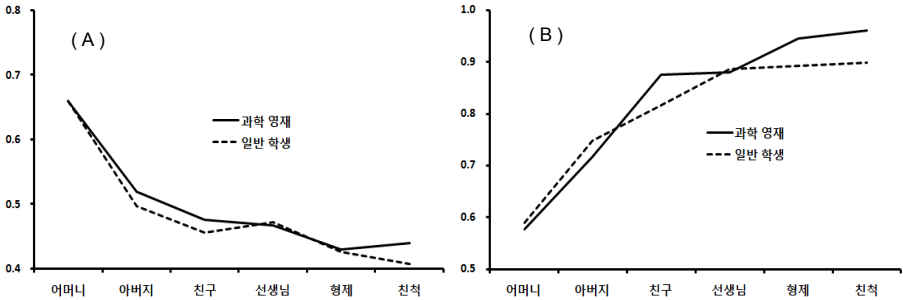 0.8
( A )
0.7
과학 영재
0.6
일반 학생
0.5
0.4
어머니 아버지 친구 선생님 형제 친척
1.0
( B )
0.9
0.8
과학 영재
0.7
일반 학생
0.6
0.5
어머니 아버지 친구 선생님 형제 친척